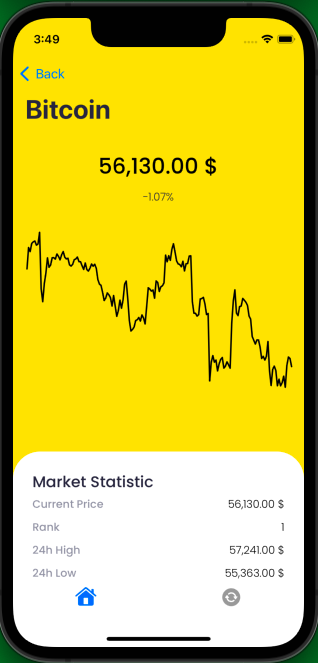 3:49
Back
Bitcoin
56,130.00 $
-1.07%
Market Statistic
Current Price 56,130.00 $
Rank 1
24h High 57,241.00 $
24h Low 55,363.00 $